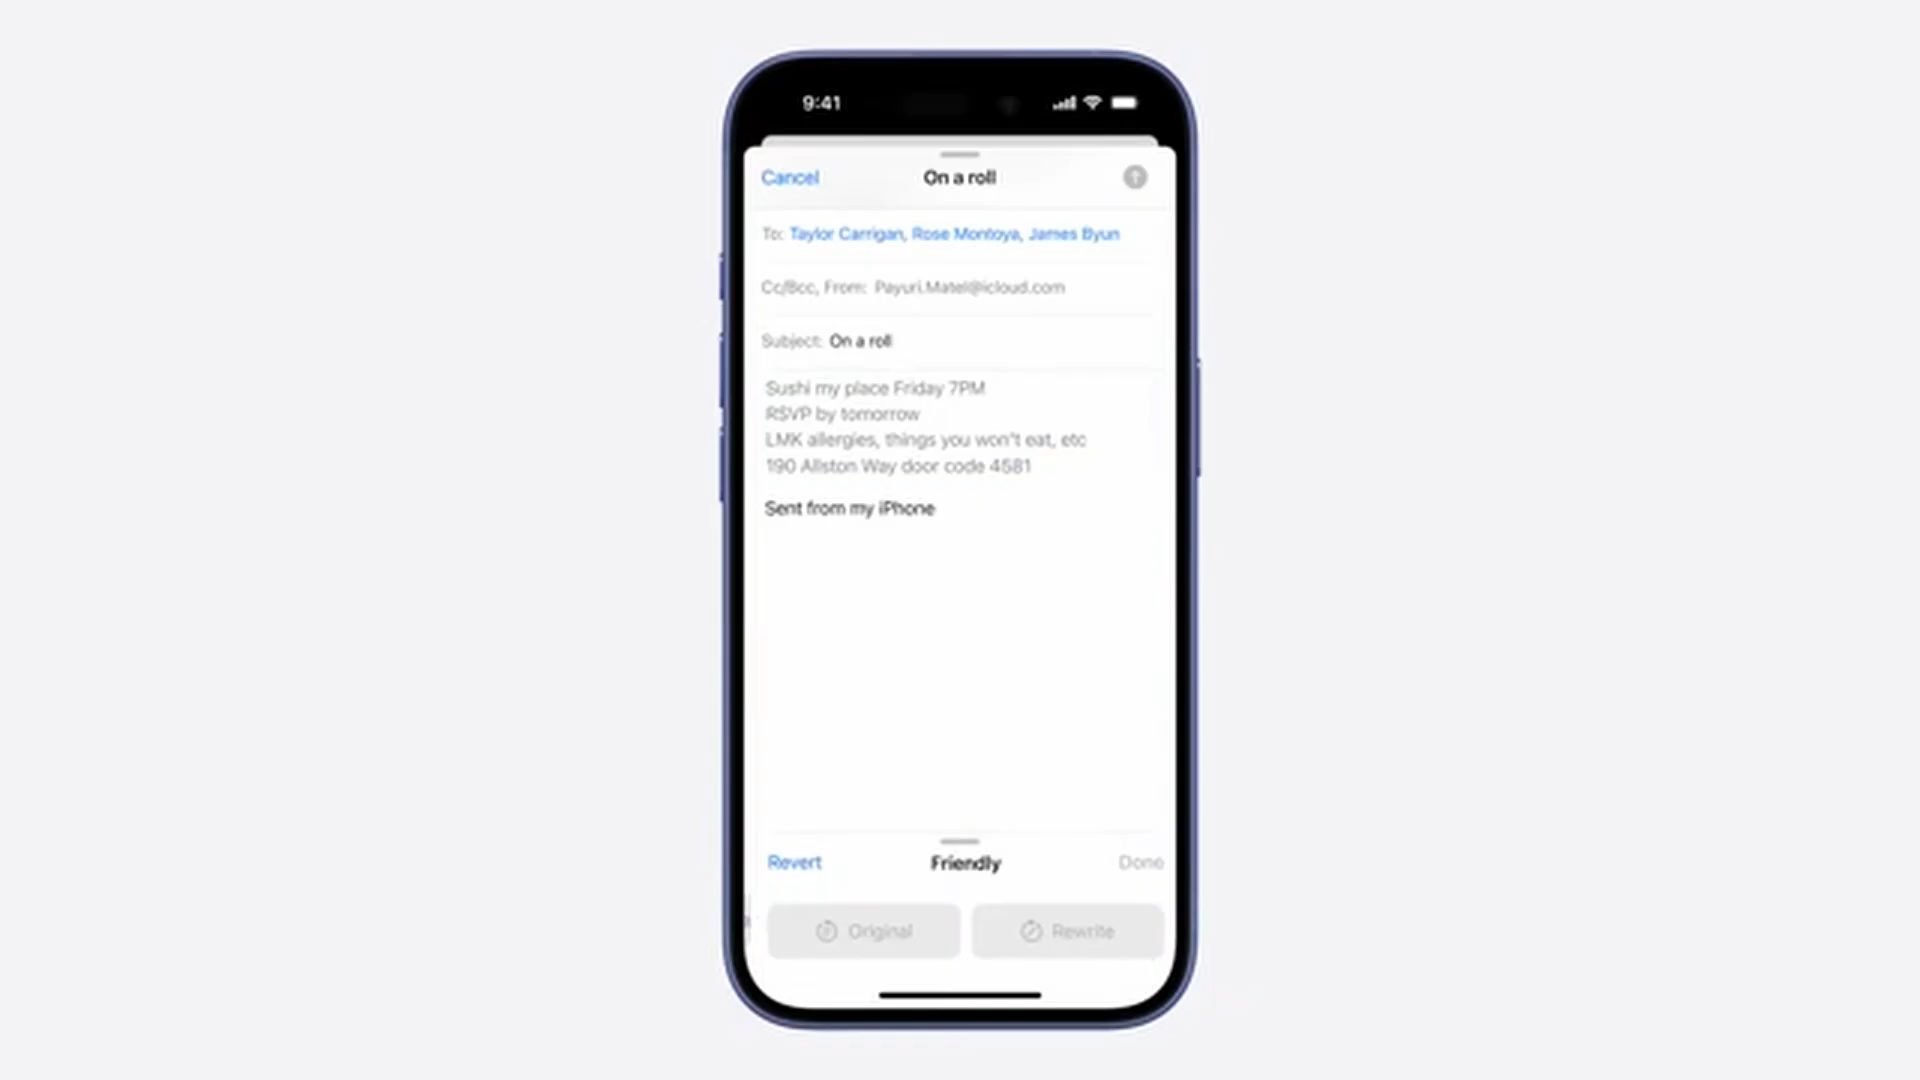 9:41
Cancel On a roll
To: Taylor Carrigan, Rose Montoya, James Byun
Cc/Bcc, From: Payuri.Matel@icloud.com
Subject: On a roll
Sushi my place Friday 7PM
RSVP by tomorrow
LMK allergies, things you won't eat, etc
190 Allston Way door code 4581
Sent from my iPhone
Revert Friendly Done
Original Rewrite